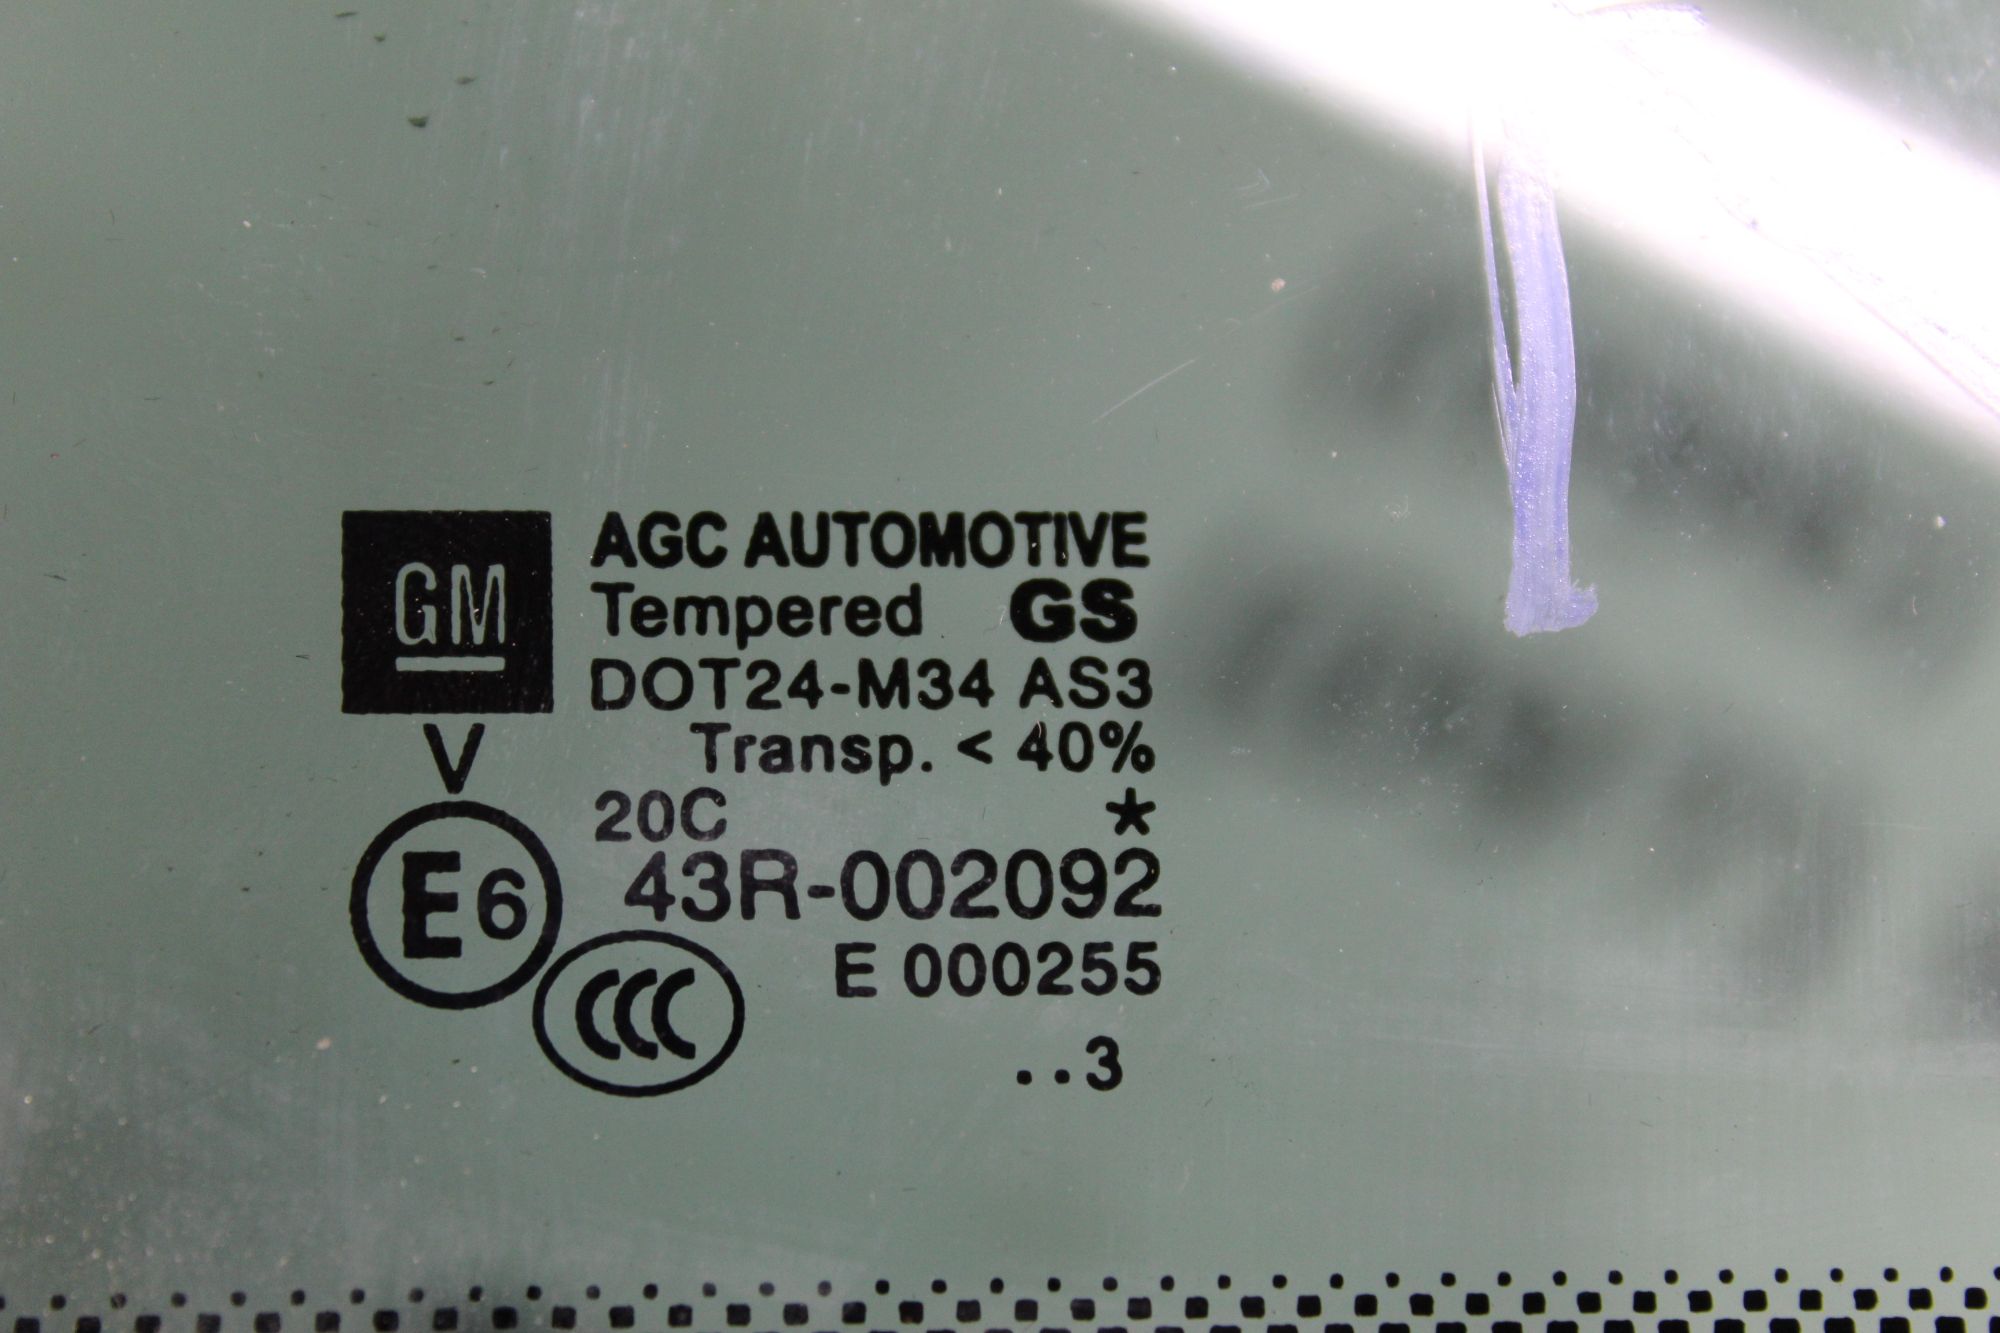 GM
AGC AUTOMOTIVE
Tempered GS
DOT24-M34 AS3
Transp. < 40%
V
20C *
E6
43R-002092
E 000255
CCC
..3